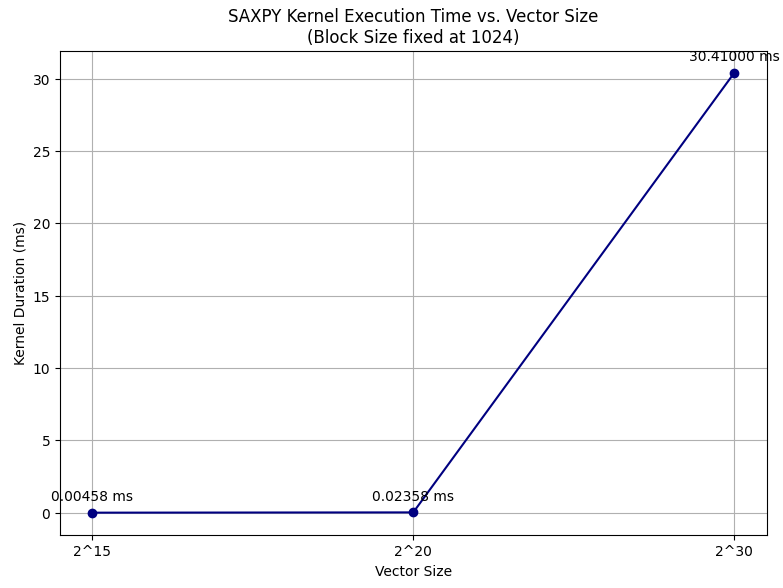 SAXPY Kernel Execution Time vs. Vector Size
(Block Size fixed at 1024)
30.41000 ms
30
25
20
15
10
5
0
Kernel Duration (ms)
0.00458 ms
0.02358 ms
2^15
2^20
2^30
Vector Size